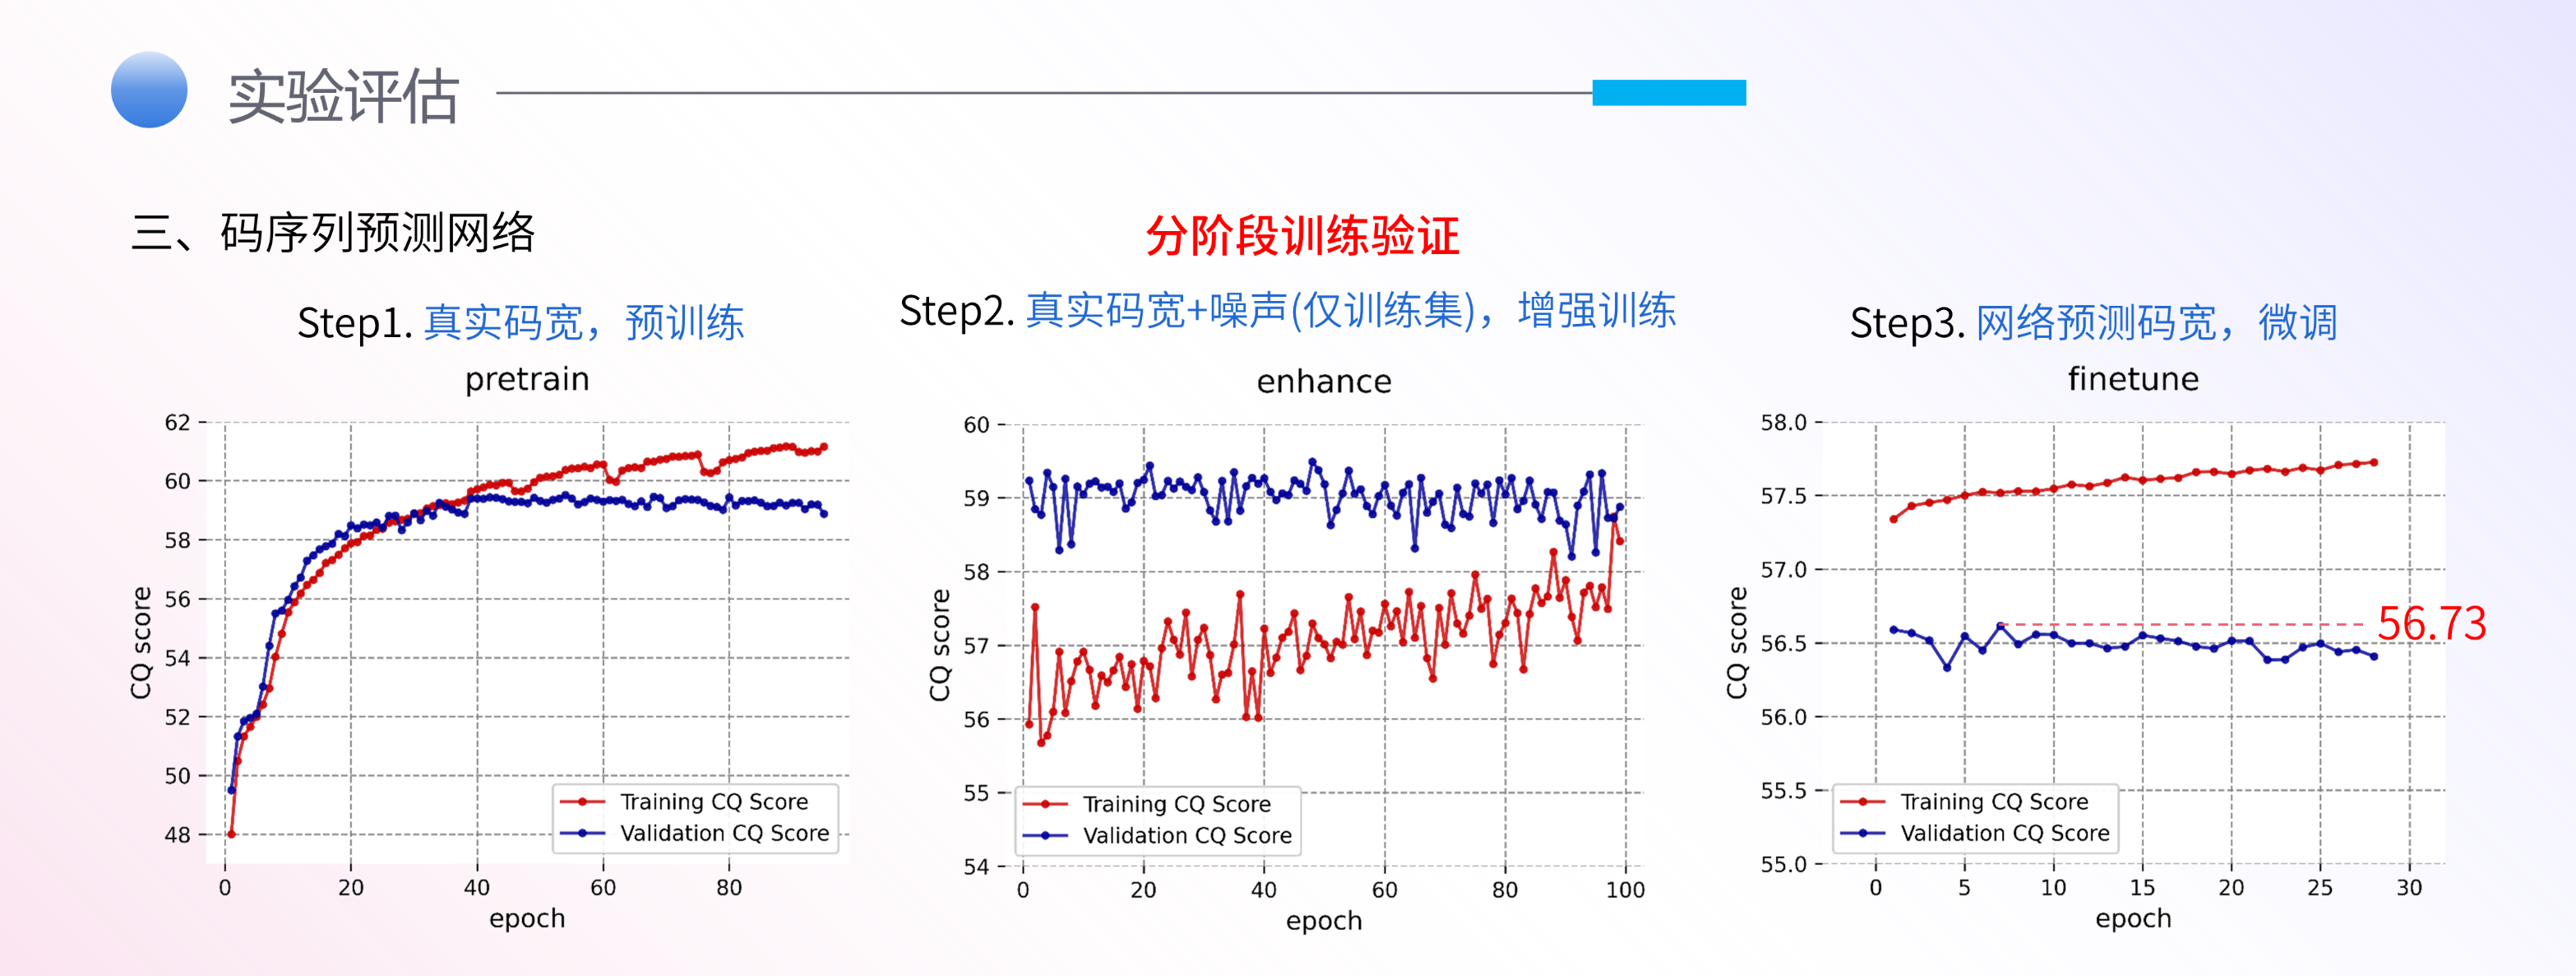 实验评估
三、码序列预测网络
分阶段训练验证
Step1. 真实码宽，预训练
pretrain
62
60
58
56
54
52
50
48
CQ score
0 20 40 60 80
epoch
Training CQ Score
Validation CQ Score
Step2. 真实码宽+噪声(仅训练集)，增强训练
enhance
60
59
58
57
56
55
54
CQ score
0 20 40 60 80 100
epoch
Training CQ Score
Validation CQ Score
Step3. 网络预测码宽，微调
finetune
58.0
57.5
57.0
56.5
56.0
55.5
55.0
CQ score
56.73
0 5 10 15 20 25 30
epoch
Training CQ Score
Validation CQ Score